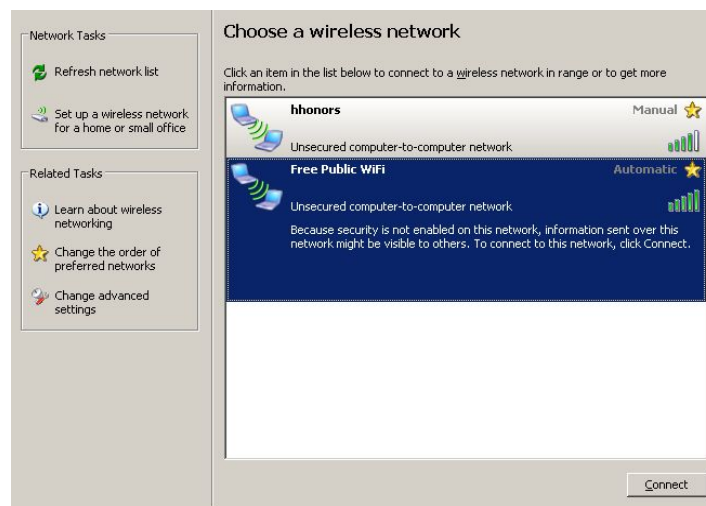 Network Tasks
Refresh network list
Set up a wireless network
for a home or small office
Related Tasks
Learn about wireless
networking
Change the order of
preferred networks
Change advanced
settings
Choose a wireless network
Click an item in the list below to connect to a wireless network in range or to get more
information.
hhonors Manual
Unsecured computer-to-computer network
Free Public WiFi Automatic
Unsecured computer-to-computer network
Because security is not enabled on this network, information sent over this
network might be visible to others. To connect to this network, click Connect.
Connect